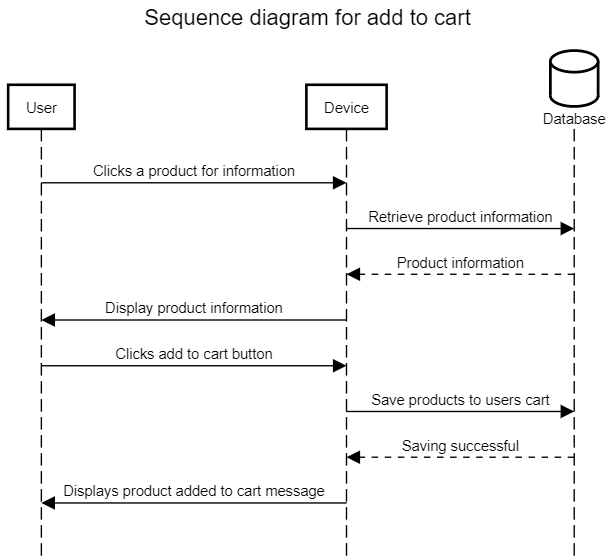 Sequence diagram for add to cart
User
Device
Database
Clicks a product for information
Retrieve product information
Product information
Display product information
Clicks add to cart button
Save products to users cart
Saving successful
Displays product added to cart message